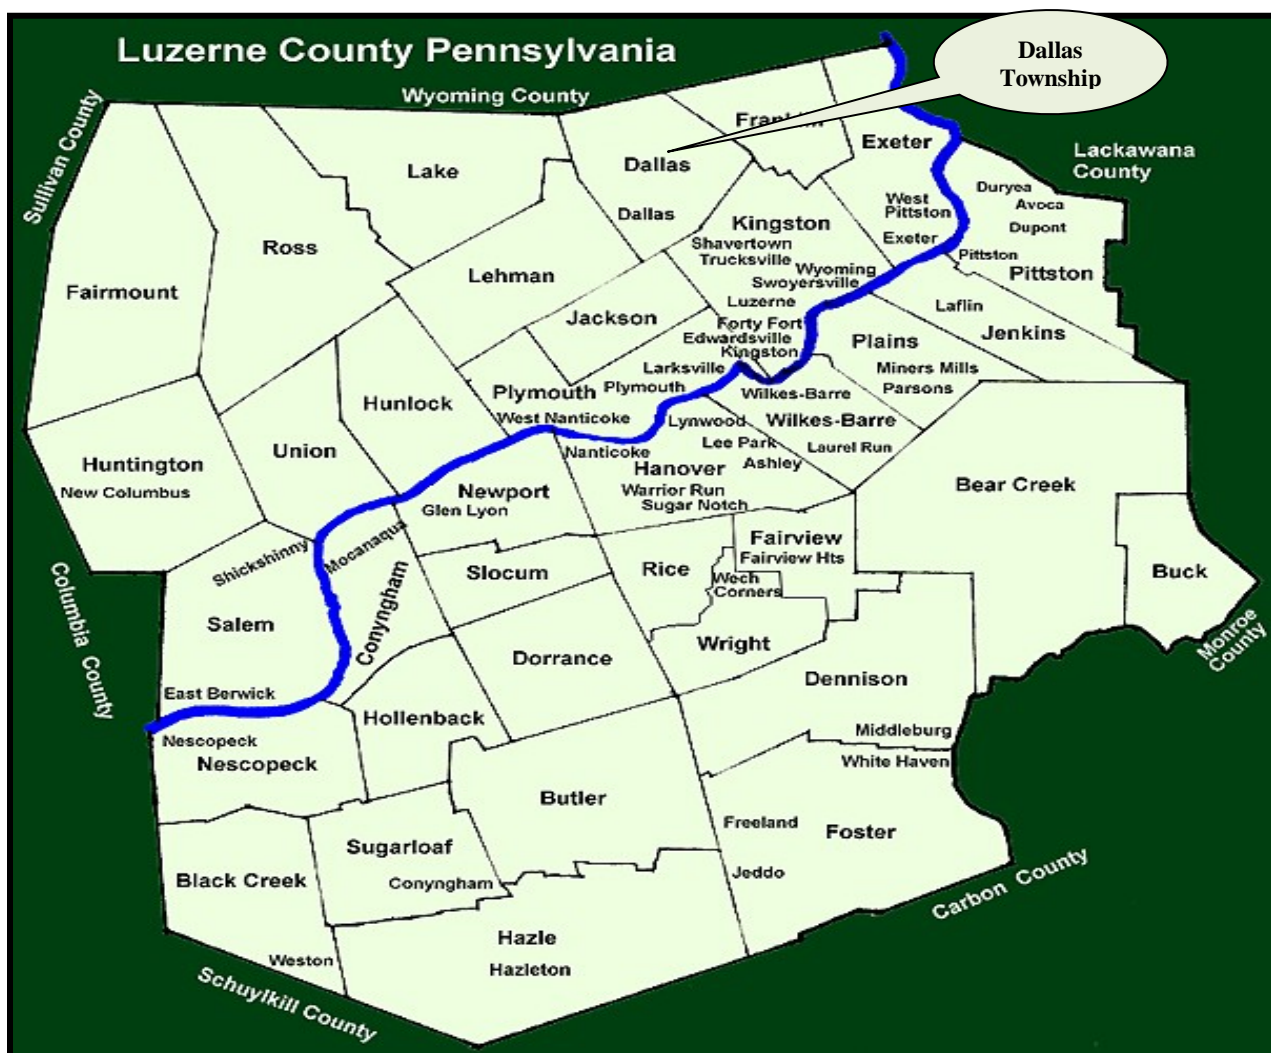 Luzerne County Pennsylvania
Dallas
Township
Wyoming County
Sullivan County
Lackawana
County
Franklin
Exeter
Lake
Dallas
Dallas
Duryea
Avoca
Dupont
West
Pittston
Exeter
Pittston
Pittston
Kingston
Shavertown
Trucksville
Wyoming
Swoyersville
Luzerne
Forty Fort
Edwardsville
Kingston
Ross
Lehman
Fairmount
Jackson
Laflin
Jenkins
Plains
Miners Mills
Parsons
Larksville
Plymouth
Plymouth
West Nanticoke
Hunlock
Wilkes-Barre
Wilkes-Barre
Laurel Run
Lynwood
Lee Park
Ashley
Nanticoke
Hanover
Warrior Run
Sugar Notch
Union
Huntington
New Columbus
Newport
Glen Lyon
Bear Creek
Shickshinny
Mocanaqua
Conyngham
Slocum
Rice
Fairview
Fairview Hts
Wech
Corners
Wright
Buck
Monroe
County
Columbia County
Salem
East Berwick
Dorrance
Dennison
Middleburg
White Haven
Hollenback
Nescopeck
Nescopeck
Butler
Freeland
Foster
Jeddo
Sugarloaf
Conyngham
Black Creek
Weston
Hazle
Hazleton
Carbon County
Schuylkill County